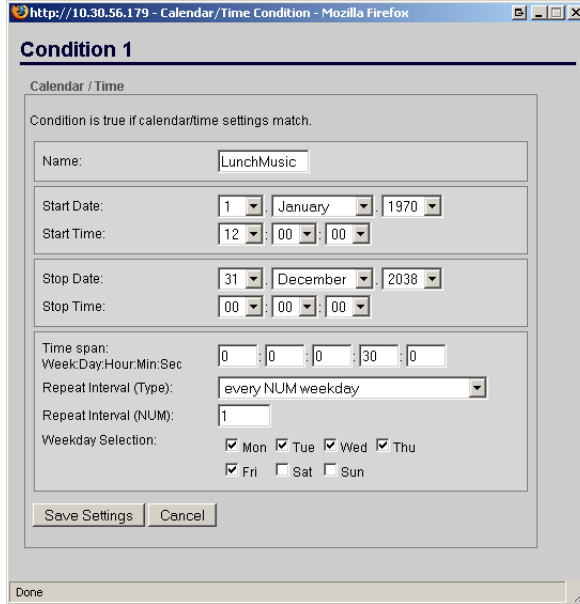 http://10.30.56.179 - Calendar/Time Condition - Mozilla Firefox
Condition 1
Calendar / Time
Condition is true if calendar/time settings match.
Name: LunchMusic
Start Date: 1 . January . 1970
Start Time: 12 : 00 : 00
Stop Date: 31 . December . 2038
Stop Time: 00 : 00 : 00
Time span:
Week:Day:Hour:Min:Sec 0 : 0 : 0 : 30 : 0
Repeat Interval (Type): every NUM weekday
Repeat Interval (NUM): 1
Weekday Selection: Mon Tue Wed Thu
Fri Sat Sun
Save Settings Cancel
Done